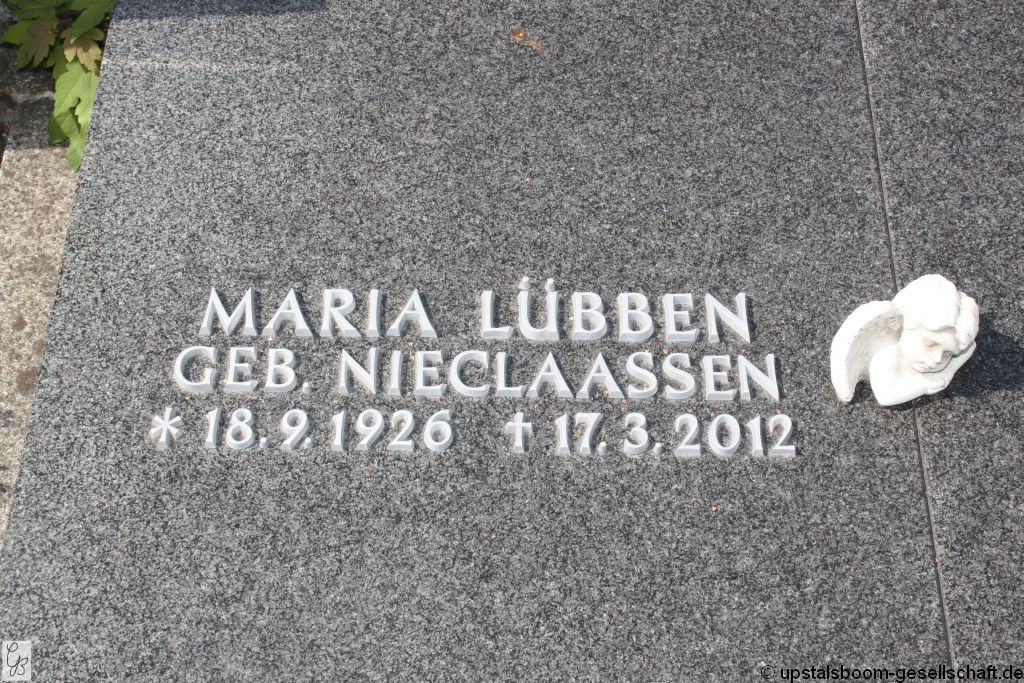 MARIA LÜBBEN
GEB. NIECLAASSEN
* 18.9.1926 † 17.3.2012
© upstalsboom-gesellschaft.de